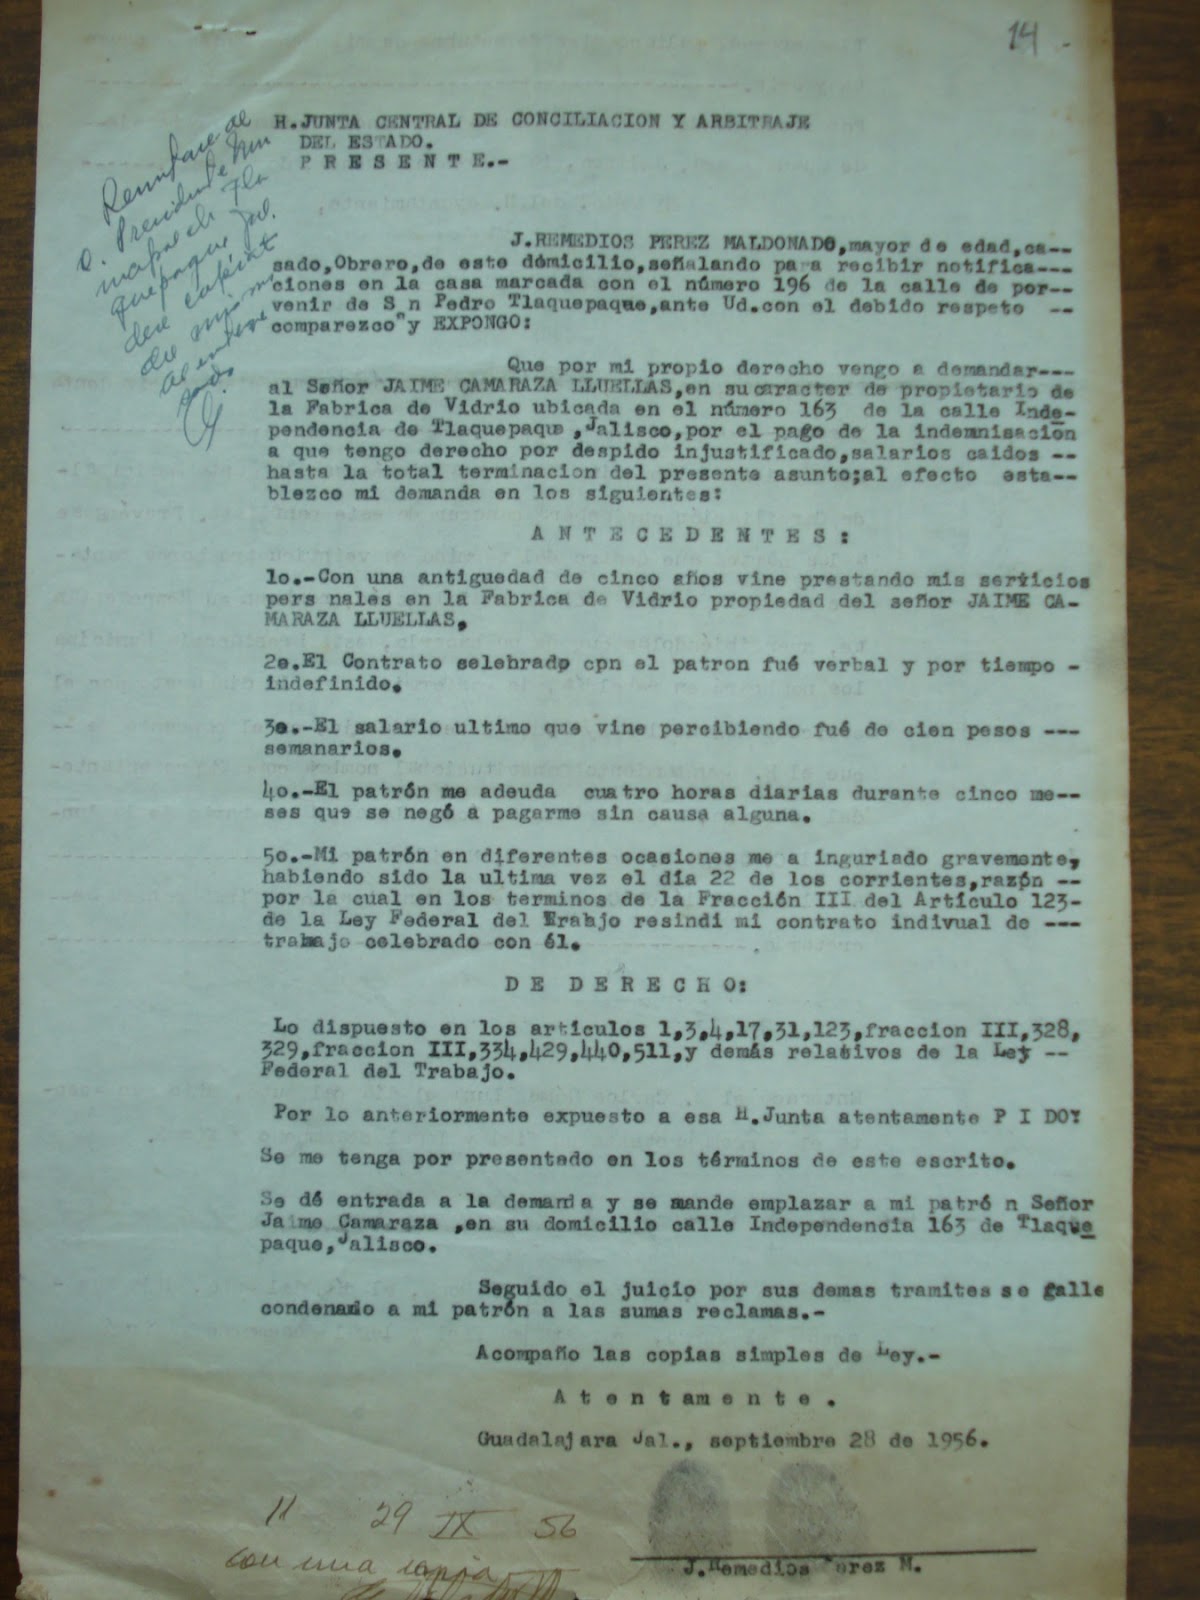 14
H. JUNTA CENTRAL DE CONCILIACION Y ARBITRAJE
DEL ESTADO.
P R E S E N T E.-
al
C. Presidente Mu
J. REMEDIOS PEREZ MALDONADO, mayor de edad, ca--
sado, Obrero, de este dómicilio, señalando para recibir notifica---
ciones en la casa marcada con el número 196 de la calle de por--
venir de S n Pedro Tlaquepaque, ante Ud. con el debido respeto --
comparezco y EXPONGO:
Que por mi propio derecho vengo a demandar---
al Señor JAIME CAMARAZA LLUELLAS, en su caracter de propietario de
la Fabrica de Vidrio ubicada en el número 163 de la calle Inde-
pendencia de Tlaquepaque, Jalisco, por el pago de la indemnisación
a que tengo derecho por despido injustificado, salarios caidos --
hasta la total terminacion del presente asunto; al efecto esta--
blezco mi demanda en los siguientes:
A N T E C E D E N T E S :
1o.-Con una antiguedad de cinco años vine prestando mis servicios
pers nales en la Fabrica de Vidrio propiedad del señor JAIME CA-
MARAZA LLUELLAS,
2e.El Contrato selebrado cpn el patron fué verbal y por tiempo -
indefinido.
3e.-El salario ultimo que vine percibiendo fué de cien pesos ---
semanarios.
4o.-El patrón me adeuda cuatro horas diarias durante cinco me--
ses que se negó a pagarme sin causa alguna.
5o.-Mi patrón en diferentes ocasiones me a inguriado gravemente,
habiendo sido la ultima vez el día 22 de los corrientes, razón --
por la cual en los terminos de la Fracción III del Artículo 123-
de la Ley Federal del Trabjo resindi mi contrato indivual de ---
trabajo celebrado con él.
D E D E R E C H O:
Lo dispuesto en los articulos 1,3,4,17,31,123,fraccion III,328,
329,fraccion III,334,429,440,511,y demás relativos de la Ley --
Federal del Trabajo.
Por lo anteriormente expuesto a esa H. Junta atentamente P I DO:
Se me tenga por presentado en los términos de este escrito.
Se dé entrada a la demanda y se mande emplazar a mi patró n Señor
Jaime Camaraza , en su domicilio calle Independencia 163 de Tlaque
paque, Jalisco.
Seguido el juicio por sus demas tramites se falle
condenando a mi patrón a las sumas reclamas.-
Acompaño las copias simples de Ley.-
A t e n t a m e n t e .
Guadalajara Jal., septiembre 28 de 1956.
11 29 IX 56
con una copia
J. Remedios Perez M.